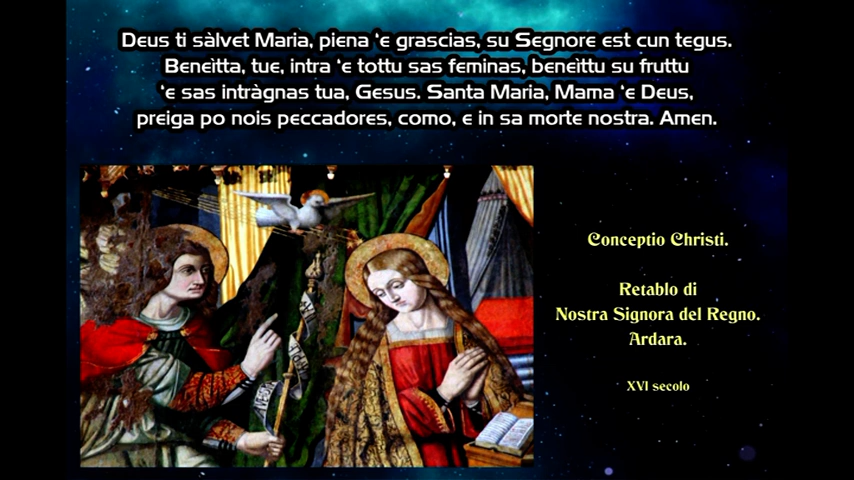 Deus ti sàlvet Maria, piena ‘e grascias, su Segnore est cun tegus.
Beneìtta, tue, intra ‘e tottu sas feminas, beneìttu su fruttu
‘e sas intràgnas tua, Gesus. Santa Maria, Mama ‘e Deus,
preiga po nois peccadores, como, e in sa morte nostra. Amen.
Conceptio Christi.
Retablo di
Nostra Signora del Regno.
Ardara.
XVI secolo